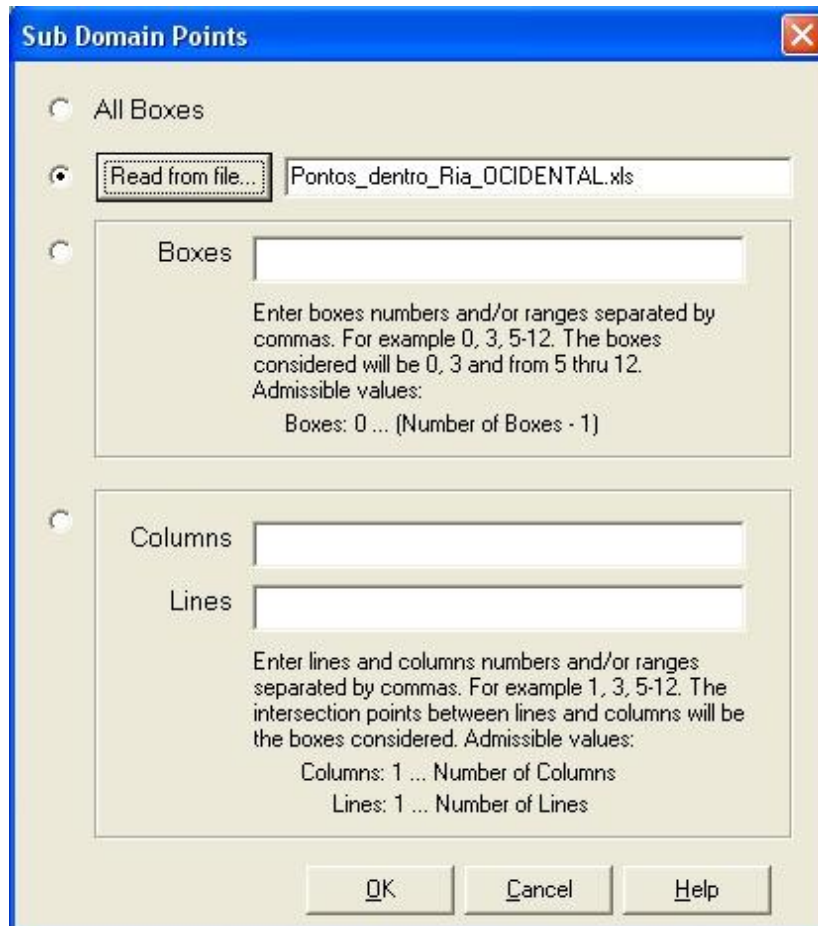 Sub Domain Points
All Boxes
Read from file... Pontos_dentro_Ria_OCIDENTAL.xls
Boxes
Enter boxes numbers and/or ranges separated by
commas. For example 0, 3, 5-12. The boxes
considered will be 0, 3 and from 5 thru 12.
Admissible values:
Boxes: 0 ... (Number of Boxes - 1)
Columns
Lines
Enter lines and columns numbers and/or ranges
separated by commas. For example 1, 3, 5-12. The
intersection points between lines and columns will be
the boxes considered. Admissible values:
Columns: 1 ... Number of Columns
Lines: 1 ... Number of Lines
OK Cancel Help